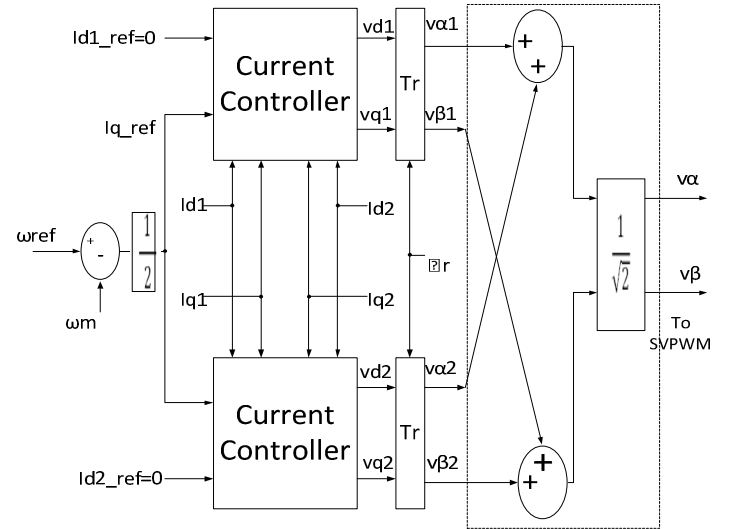 Id1_ref=0
Current
Controller
vd1
vq1
Tr
vα1
vβ1
+
+
Iq_ref
Id1
Id2
ωref
+
-
1
2
ωm
Iq1
Iq2
r
1
√2
vα
vβ
To
SVPWM
Current
Controller
vd2
vq2
Tr
vα2
vβ2
+
+
Id2_ref=0